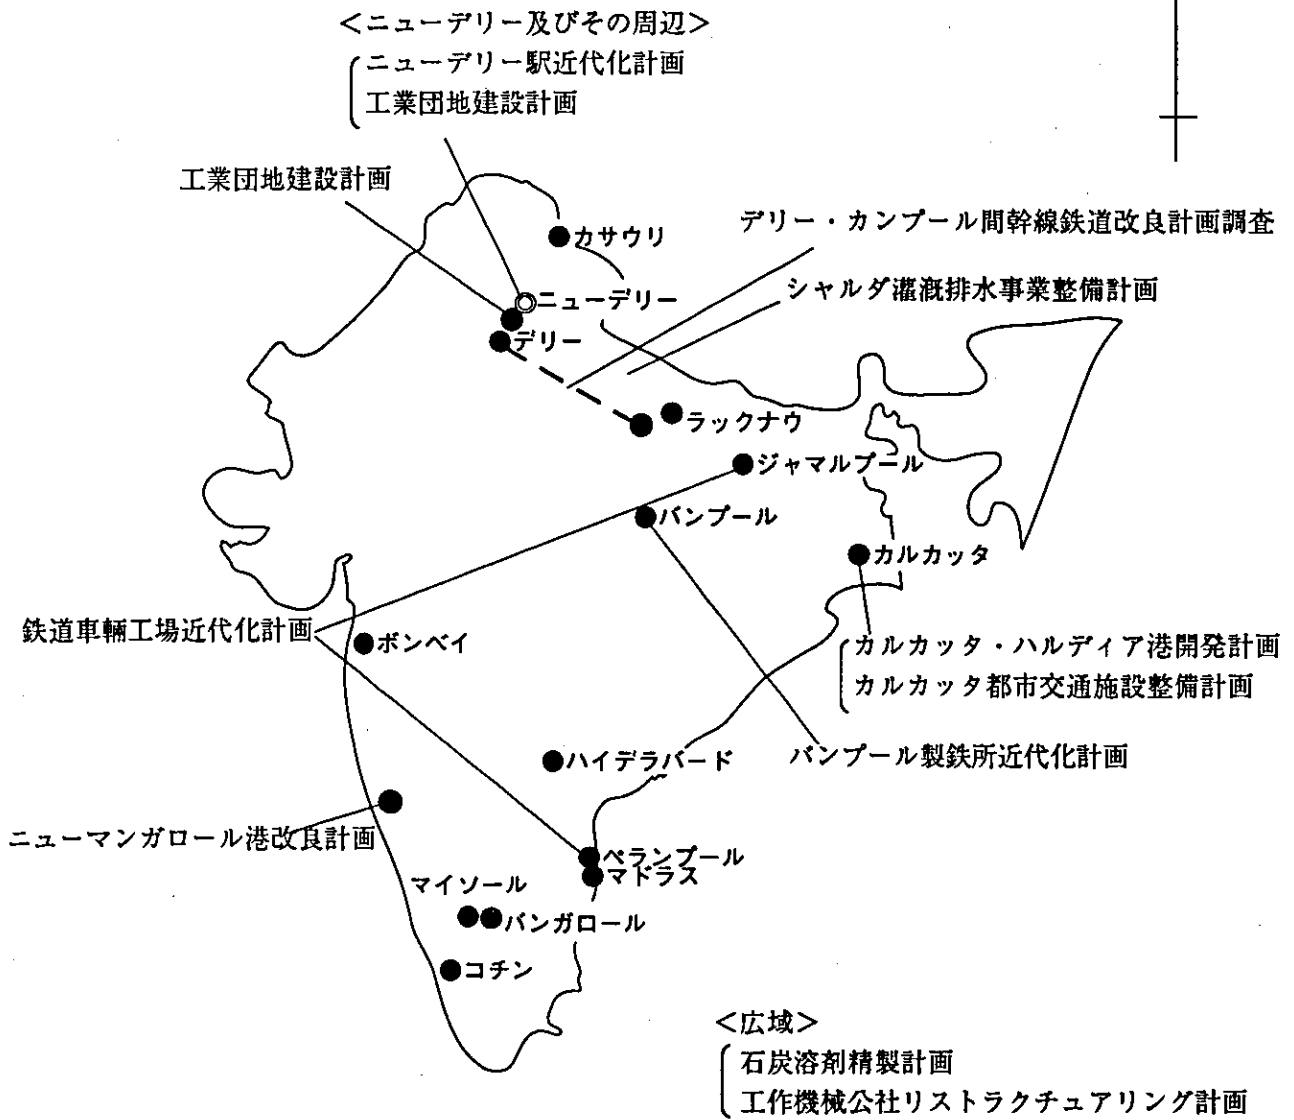 ＜ニューデリー及びその周辺＞
ニューデリー駅近代化計画
工業団地建設計画
工業団地建設計画
デリー・カンプール間幹線鉄道改良計画調査
カサウリ
シャルダ灌漑排水事業整備計画
ニューデリー
デリー
ラックナウ
ジャマルプール
バンプール
カルカッタ
鉄道車輛工場近代化計画
ボンベイ
カルカッタ・ハルディア港開発計画
カルカッタ都市交通施設整備計画
ハイデラバード
バンプール製鉄所近代化計画
ニューマンガロール港改良計画
ペランプール
マドラス
マイソール
バンガロール
コチン
＜広域＞
石炭溶剤精製計画
工作機械公社リストラクチュアリング計画